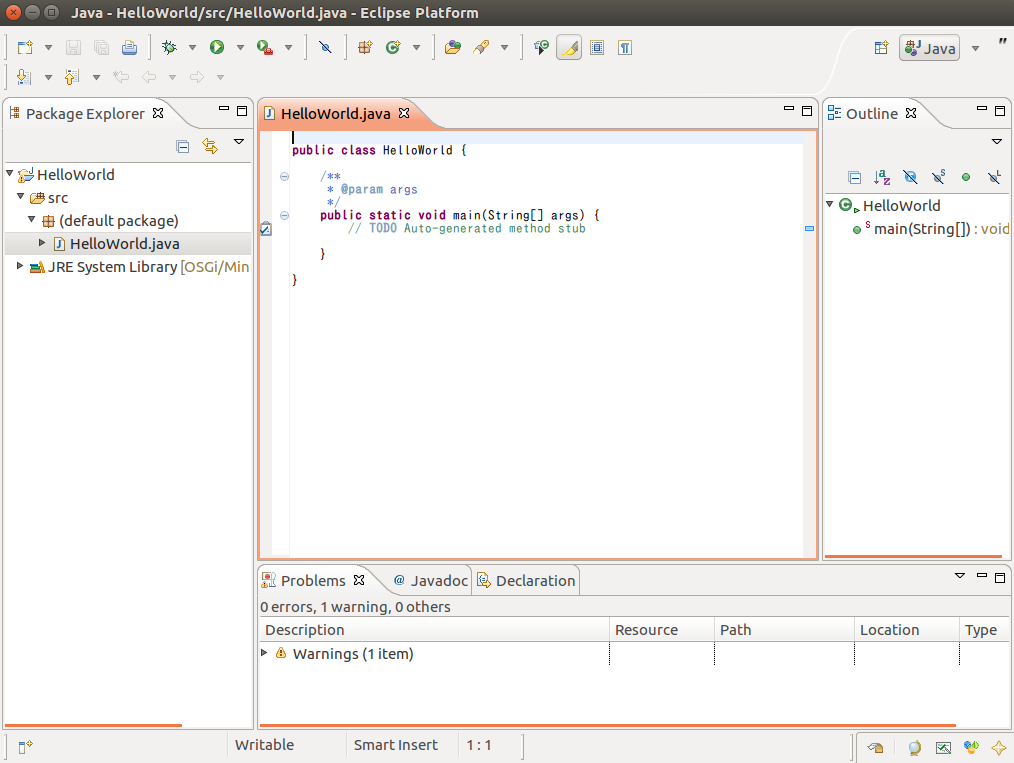 Java - HelloWorld/src/HelloWorld.java - Eclipse Platform
Java
Package Explorer
HelloWorld
src
(default package)
HelloWorld.java
JRE System Library [OSGi/Min
HelloWorld.java
public class HelloWorld {
/**
* @param args
*/
public static void main(String[] args) {
// TODO Auto-generated method stub
}
}
Outline
HelloWorld
main(String[]) : void
Problems
@ Javadoc
Declaration
0 errors, 1 warning, 0 others
Description Resource Path Location Type
Warnings (1 item)
Writable Smart Insert 1 : 1